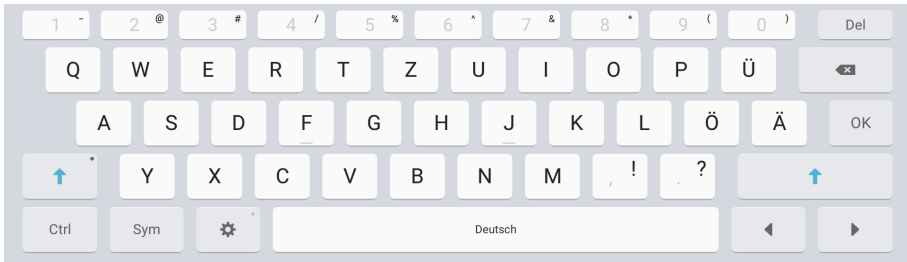 1 - 2 @ 3 # 4 / 5 % 6 ^ 7 & 8 * 9 ( 0 ) Del
Q W E R T Z U I O P Ü
A S D F G H J K L Ö Ä OK
Y X C V B N M , ! . ?
Ctrl Sym Deutsch